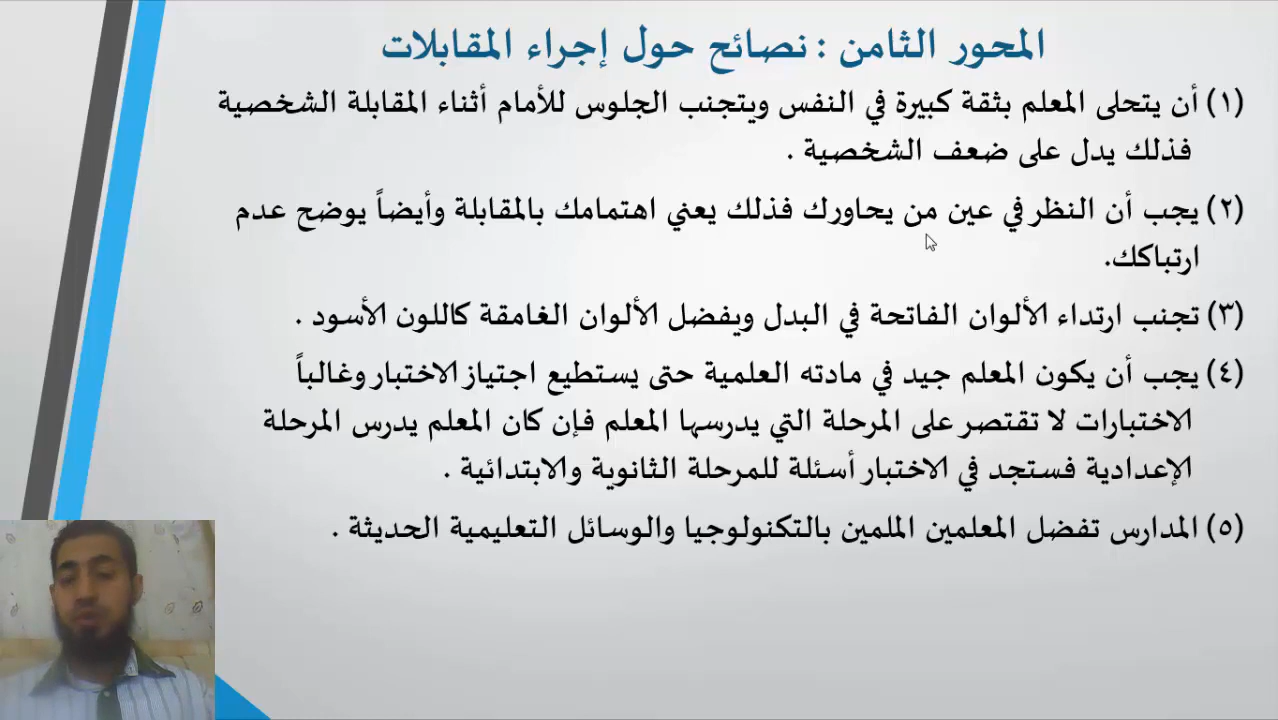 المحور الثامن : نصائح حول إجراء المقابلات
(١) أن يتحلى المعلم بثقة كبيرة في النفس ويتجنب الجلوس للأمام أثناء المقابلة الشخصية
فذلك يدل على ضعف الشخصية .
(٢) يجب أن النظر في عين من يحاورك فذلك يعني اهتمامك بالمقابلة وأيضاً يوضح عدم
ارتباكك.
(٣) تجنب ارتداء الألوان الفاتحة في البدل ويفضل الألوان الغامقة كاللون الأسود .
(٤) يجب أن يكون المعلم جيد في مادته العلمية حتى يستطيع اجتياز الاختبار وغالباً
الاختبارات لا تقتصر على المرحلة التي يدرسها المعلم فإن كان المعلم يدرس المرحلة
الإعدادية فستجد في الاختبار أسئلة للمرحلة الثانوية والابتدائية .
(٥) المدارس تفضل المعلمين الملمين بالتكنولوجيا والوسائل التعليمية الحديثة .